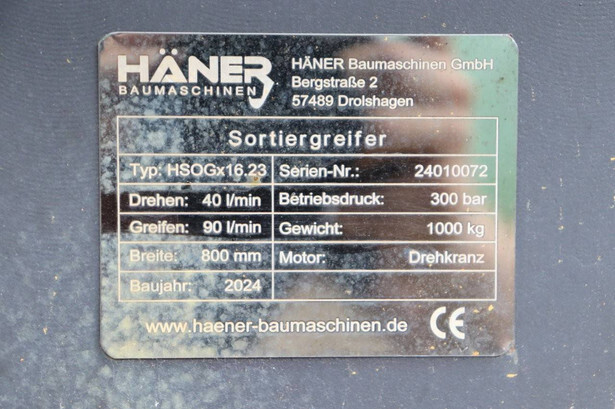 HÄNER
BAUMASCHINEN
HÄNER Baumaschinen GmbH
Bergstraße 2
57489 Drolshagen
Sortiergreifer
Typ: HSOGx16.23 Serien-Nr.: 24010072
Drehen: 40 l/min Betriebsdruck: 300 bar
Greifen: 90 l/min Gewicht: 1000 kg
Breite: 800 mm Motor: Drehkranz
Baujahr: 2024
www.haener-baumaschinen.de CE